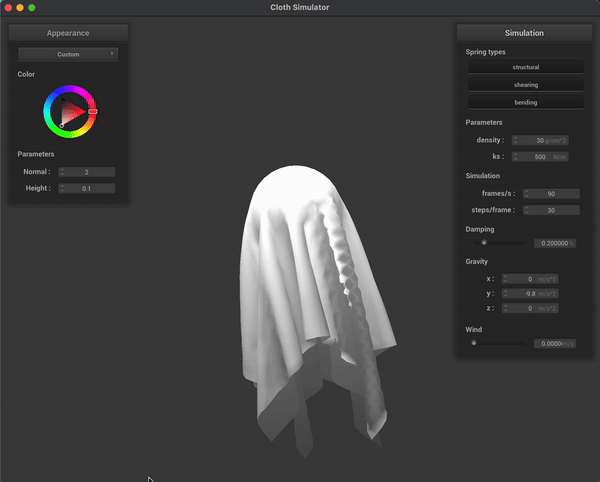 Cloth Simulator
Appearance
Custom
Color
Parameters
Normal : 2
Height : 0.1
Simulation
Spring types
structural
shearing
bending
Parameters
density : 30 g/cm^2
ks : 500 N/m
Simulation
frames/s : 90
steps/frame : 30
Damping
0.200000 %
Gravity
x : 0 m/s^2
y : -9.8 m/s^2
z : 0 m/s^2
Wind
0.0000 m/s